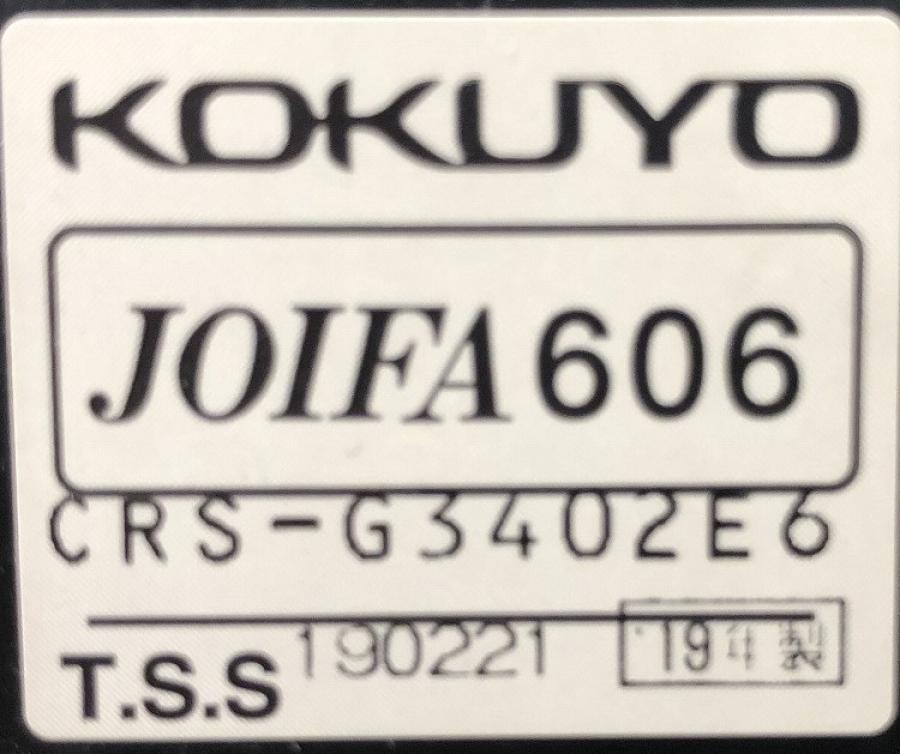 KOKUYO
JOIFA606
CRS-G3402E6
T.S.S 190221 '19年製